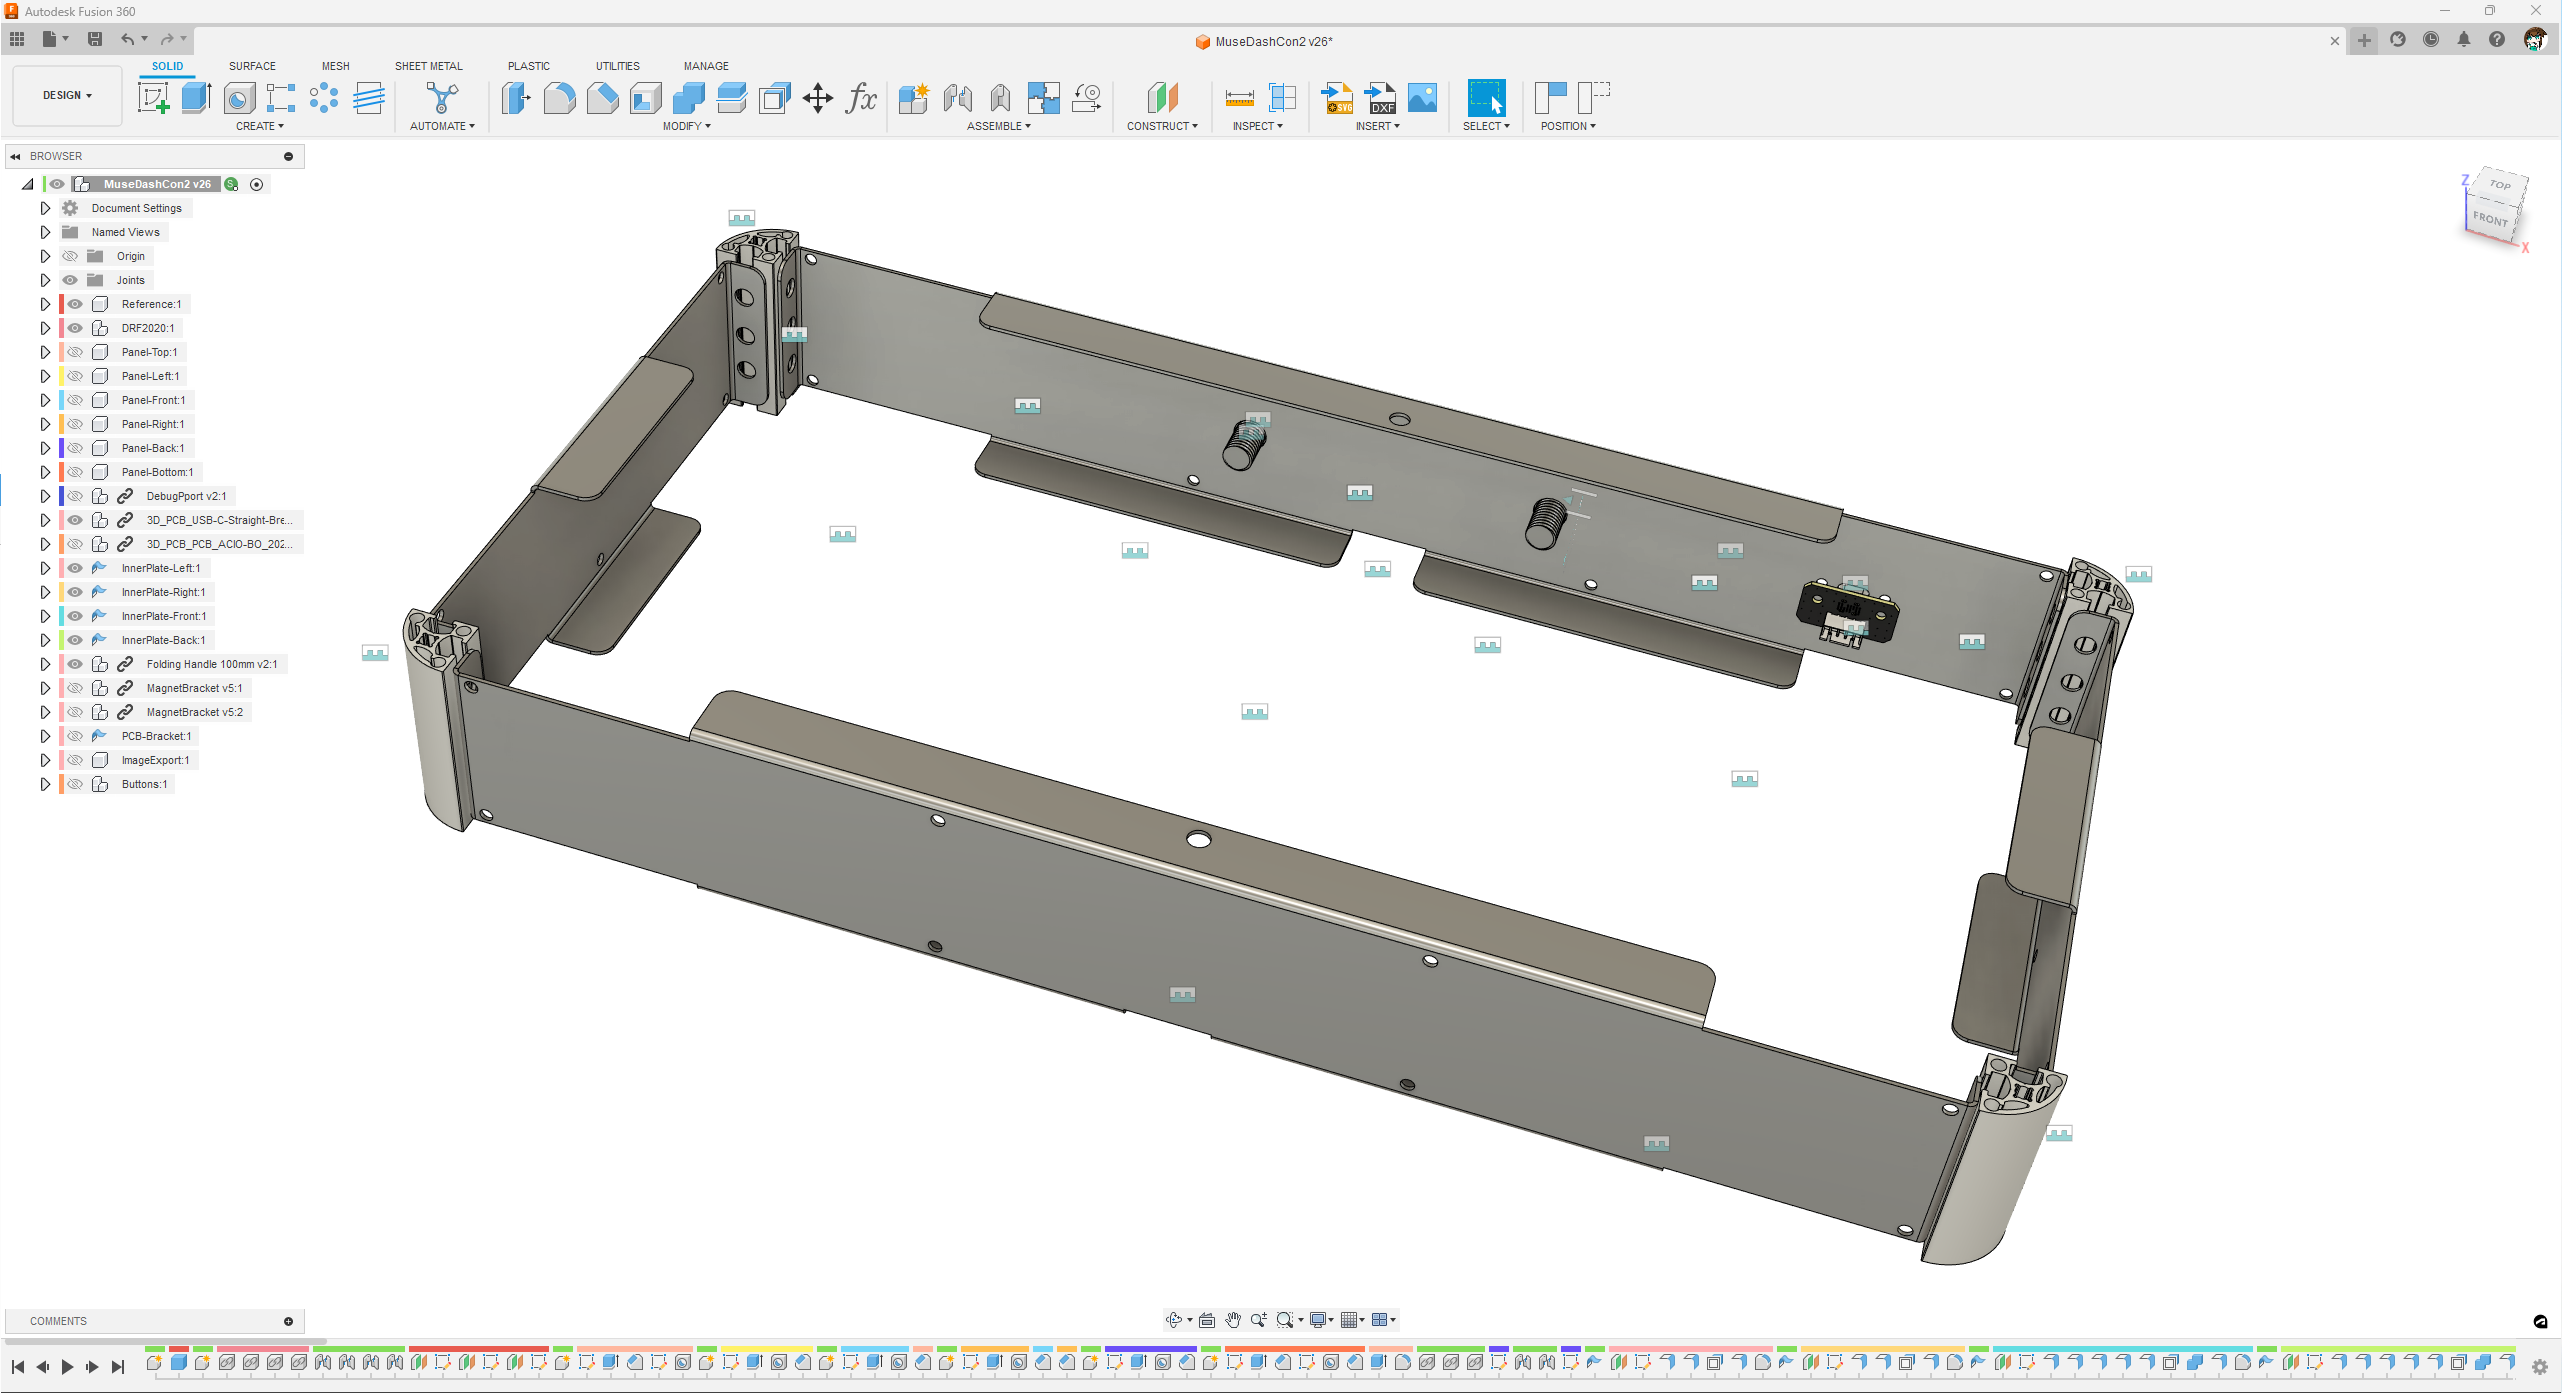 Autodesk Fusion 360
MuseDashCon2 v26*
SOLID SURFACE MESH SHEET METAL PLASTIC UTILITIES MANAGE
DESIGN
CREATE AUTOMATE MODIFY ASSEMBLE CONSTRUCT INSPECT INSERT SELECT POSITION
fx
SVG
DXF
BROWSER
MuseDashCon2 v26
S
Document Settings
Named Views
Origin
Joints
Reference:1
DRF2020:1
Panel-Top:1
Panel-Left:1
Panel-Front:1
Panel-Right:1
Panel-Back:1
Panel-Bottom:1
DebugPport v2:1
3D_PCB_USB-C-Straight-Bre...
3D_PCB_PCB_ACIO-BO_202...
InnerPlate-Left:1
InnerPlate-Right:1
InnerPlate-Front:1
InnerPlate-Back:1
Folding Handle 100mm v2:1
MagnetBracket v5:1
MagnetBracket v5:2
PCB-Bracket:1
ImageExport:1
Buttons:1
Z
TOP
FRONT
X
COMMENTS